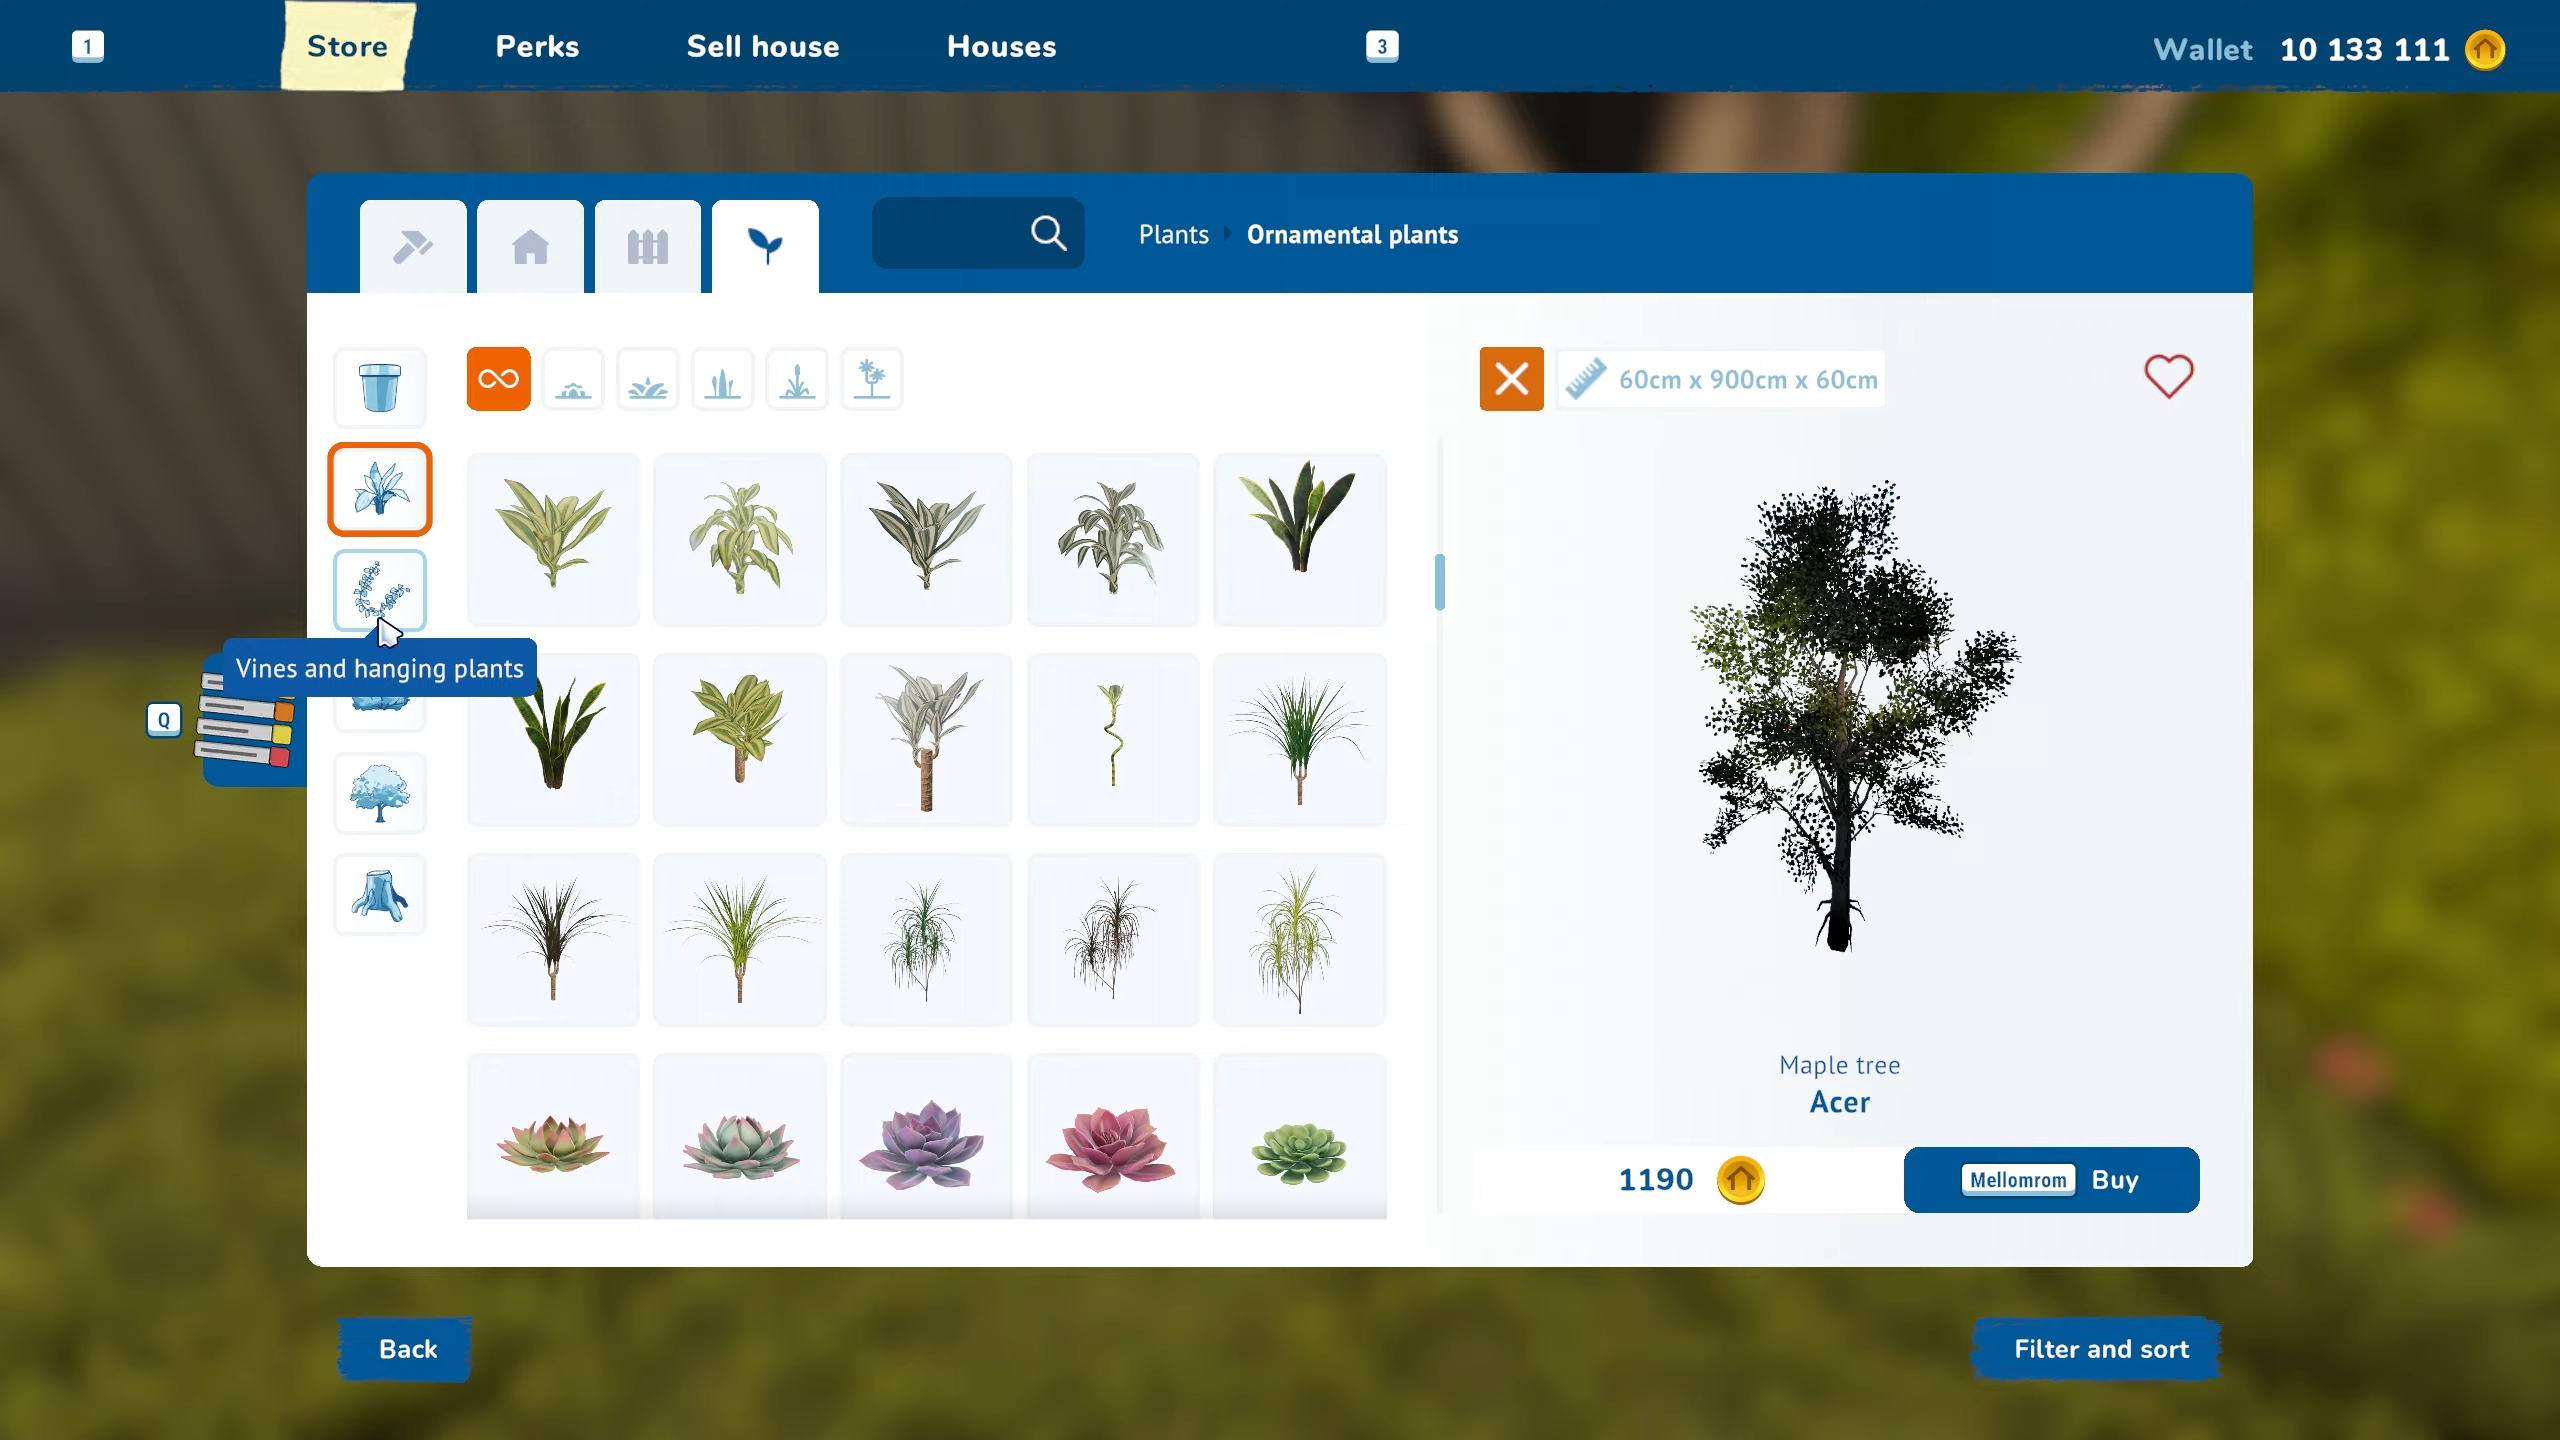 1
Store
Perks
Sell house
Houses
3
Wallet 10 133 111
Plants
Ornamental plants
60cm x 900cm x 60cm
Vines and hanging plants
Q
Maple tree
Acer
1190
Mellomrom Buy
Back
Filter and sort